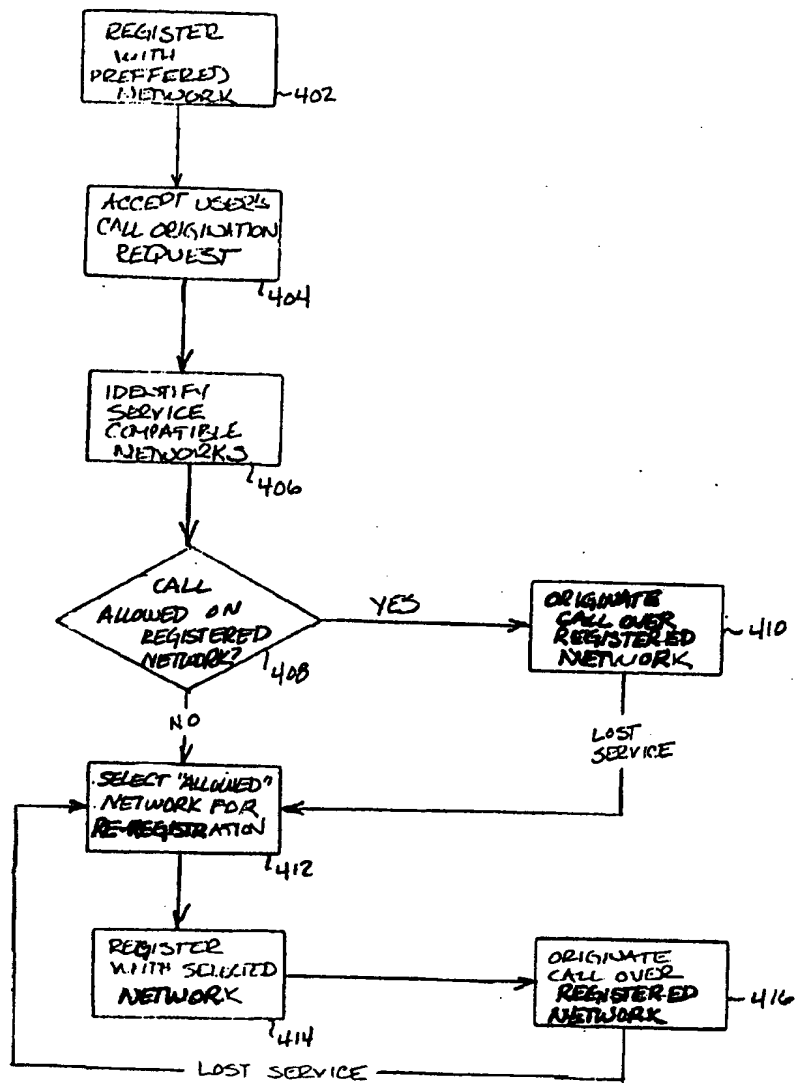 REGISTER
WITH
PREFFERED
NETWORK
402
ACCEPT USER'S
CALL ORIGINATION
REQUEST
404
IDENTIFY
SERVICE
COMPATIBLE
NETWORKS
406
CALL
ALLOWED ON
REGISTERED
NETWORK?
408
YES
ORIGINATE
CALL OVER
REGISTERED
NETWORK
410
NO
LOST
SERVICE
SELECT "ALLOWED"
NETWORK FOR
RE-REGISTRATION
412
REGISTER
WITH SELECTED
NETWORK
414
ORIGINATE
CALL OVER
REGISTERED
NETWORK
416
LOST SERVICE